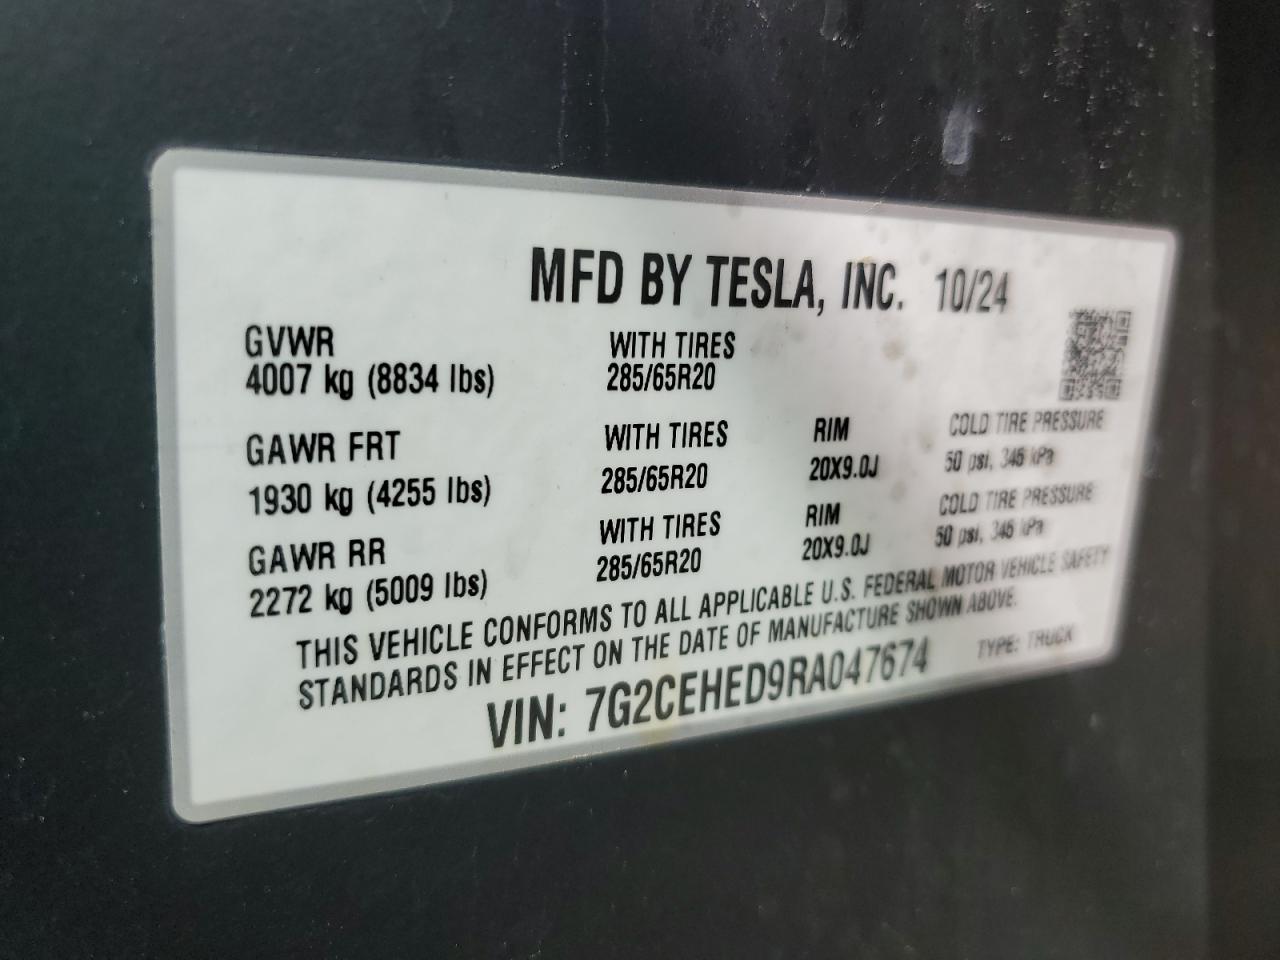 MFD BY TESLA, INC. 10/24
GVWR
4007 kg (8834 lbs)
WITH TIRES
285/65R20
GAWR FRT
1930 kg (4255 lbs)
WITH TIRES
285/65R20
RIM
20X9.0J
COLD TIRE PRESSURE
50 psi, 345 kPa
GAWR RR
2272 kg (5009 lbs)
WITH TIRES
285/65R20
RIM
20X9.0J
COLD TIRE PRESSURE
50 psi, 345 kPa
THIS VEHICLE CONFORMS TO ALL APPLICABLE U.S. FEDERAL MOTOR VEHICLE SAFETY
STANDARDS IN EFFECT ON THE DATE OF MANUFACTURE SHOWN ABOVE.
VIN: 7G2CEHED9RA047674 TYPE: TRUCK